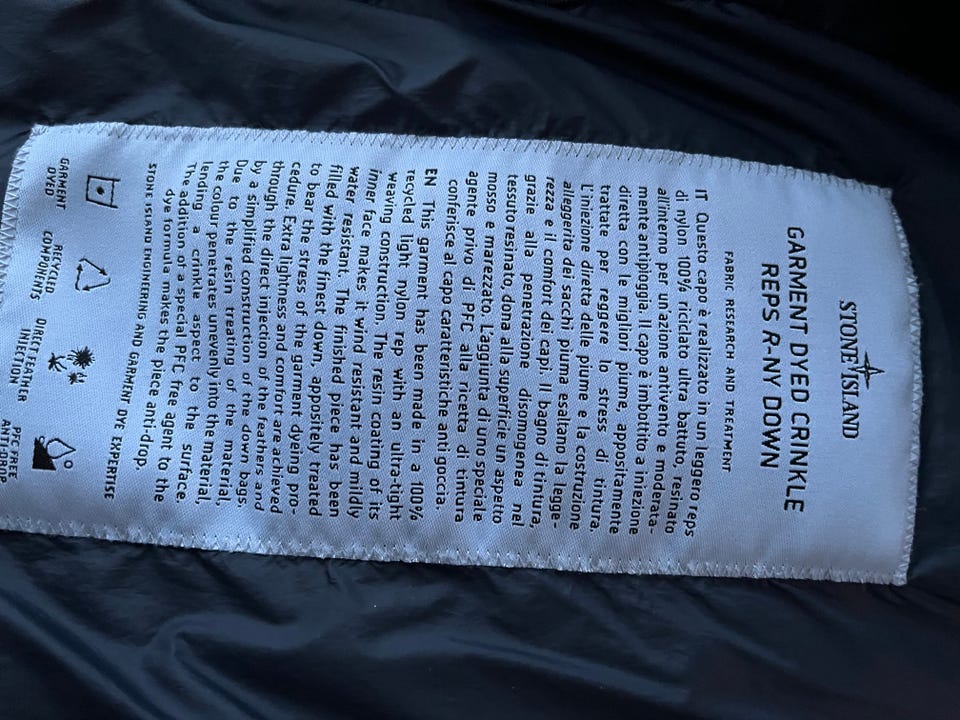 STONE ISLAND
GARMENT DYED CRINKLE
REPS R-NY DOWN
FABRIC RESEARCH AND TREATMENT
IT Questo capo è realizzato in un leggero reps
di nylon 100% riciclato ultra battuto, resinato
all'interno per un'azione antivento e moderata-
mente antipioggia. Il capo è imbottito a iniezione
diretta con le migliori piume, appositamente
trattate per reggere lo stress di tintura.
L'iniezione diretta delle piume e la costruzione
alleggerita dei sacchi piuma esaltano la legge-
rezza e il comfort dei capi. Il bagno di tintura,
grazie alla penetrazione disomogenea nel
tessuto resinato, dona alla superficie un aspetto
mosso e marezzato. L'aggiunta di uno speciale
agente privo di PFC alla ricetta di tintura
conferisce al capo caratteristiche anti goccia.
EN This garment has been made in a 100%
recycled light nylon Tep with an ultra-tight
weaving construction. The resin coating of its
inner face makes it wind resistant and mildly
water resistant. The finished piece has been
filled with the finest down, appositely treated
to bear the stress of the garment dyeing pro-
cedure. Extra lightness and comfort are achieved
through the direct injection of the feathers and
by a simplified construction of the down bags.
Due to the resin treating of the material,
the colour penetrates unevenly into the material,
lending a crinkle aspect to the surface.
The addition of a special PFC free agent to the
dye formula makes the piece anti-drop.
STONE ISLAND ENGINEERING AND GARMENT DYE EXPERTISE
GARMENT
DYED
RECYCLED
COMPONENTS
DIRECT FEATHER
INJECTION
PFC FREE
ANTI-DROP